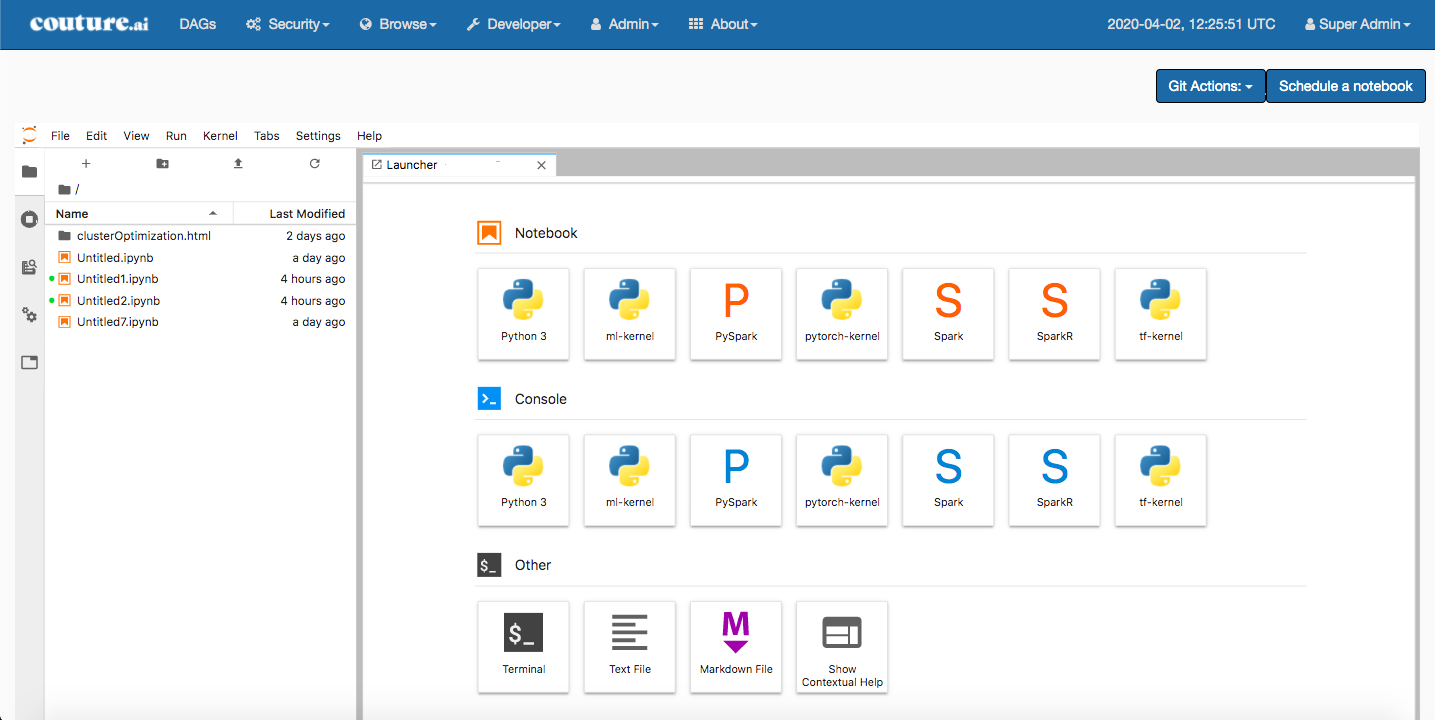 couture.ai DAGs Security Browse Developer Admin About 2020-04-02, 12:25:51 UTC Super Admin
Git Actions: Schedule a notebook
File Edit View Run Kernel Tabs Settings Help
Launcher
/
Name Last Modified
clusterOptimization.html 2 days ago
Untitled.ipynb a day ago
Untitled1.ipynb 4 hours ago
Untitled2.ipynb 4 hours ago
Untitled7.ipynb a day ago
Notebook
P S S
Python 3 ml-kernel PySpark pytorch-kernel Spark SparkR tf-kernel
>_ Console
P S S
Python 3 ml-kernel PySpark pytorch-kernel Spark SparkR tf-kernel
$_ Other
$_ M
Terminal Text File Markdown File Show
Contextual Help